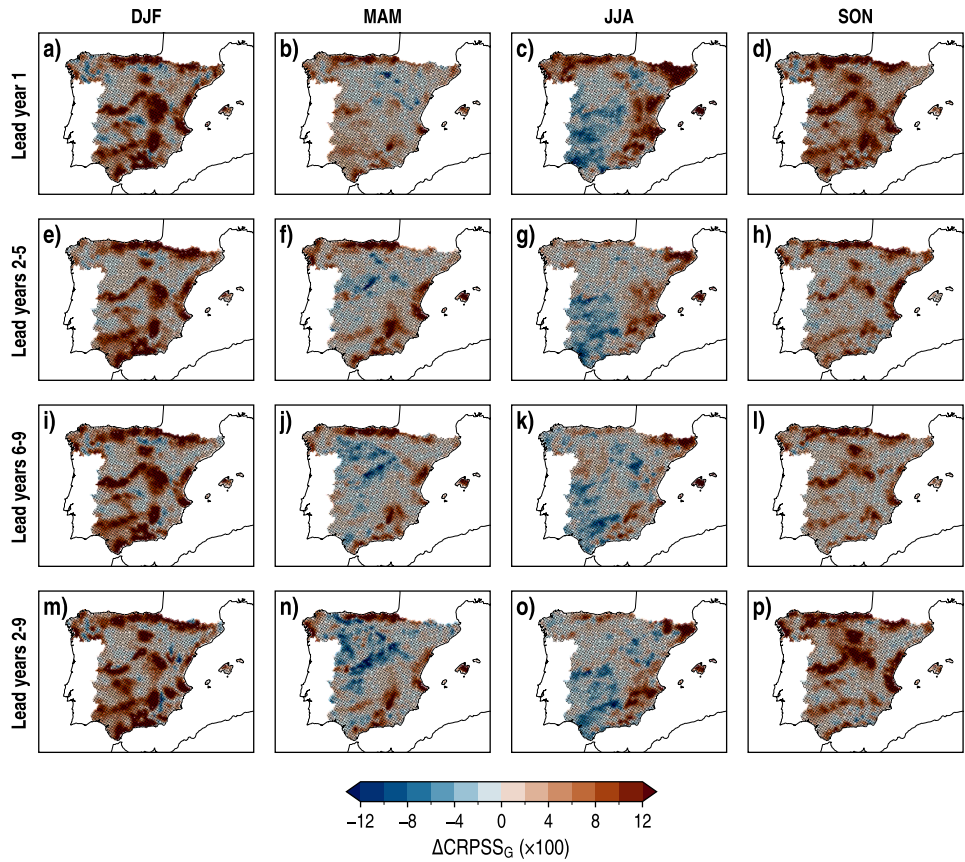 DJF MAM JJA SON
Lead year 1
a) b) c) d)
Lead years 2-5
e) f) g) h)
Lead years 6-9
i) j) k) l)
Lead years 2-9
m) n) o) p)
−12 −8 −4 0 4 8 12
ΔCRPSS_G (×100)